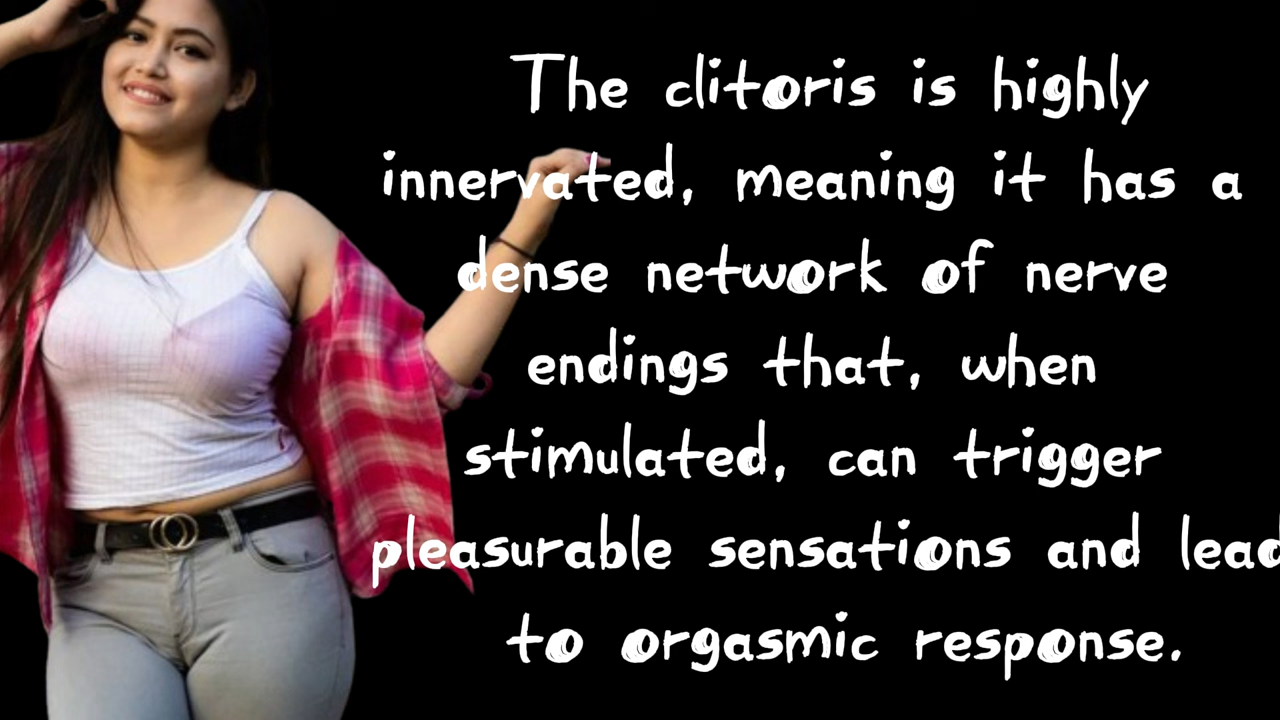 The clitoris is highly
innervated, meaning it has a
dense network of nerve
endings that, when
stimulated, can trigger
pleasurable sensations and lead
to orgasmic response.